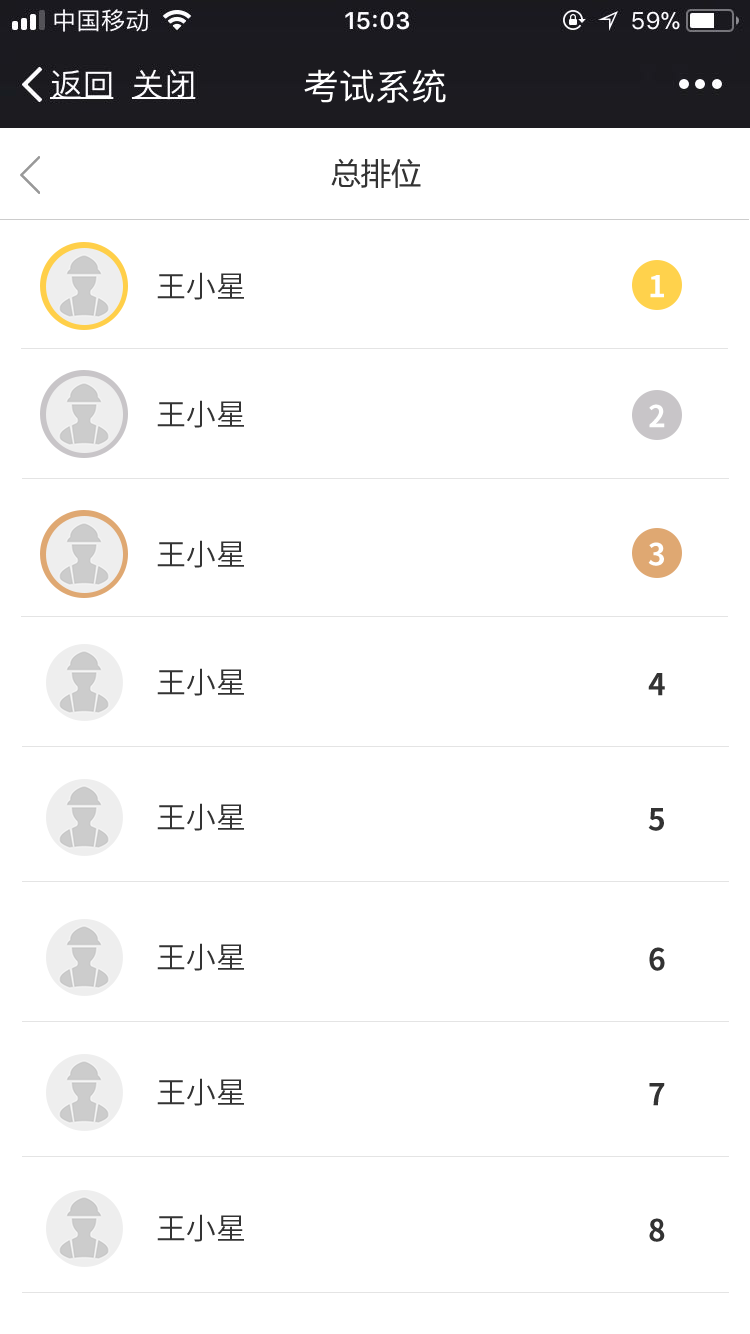 中国移动 15:03 59%
返回 关闭 考试系统
总排位
王小星 1
王小星 2
王小星 3
王小星 4
王小星 5
王小星 6
王小星 7
王小星 8